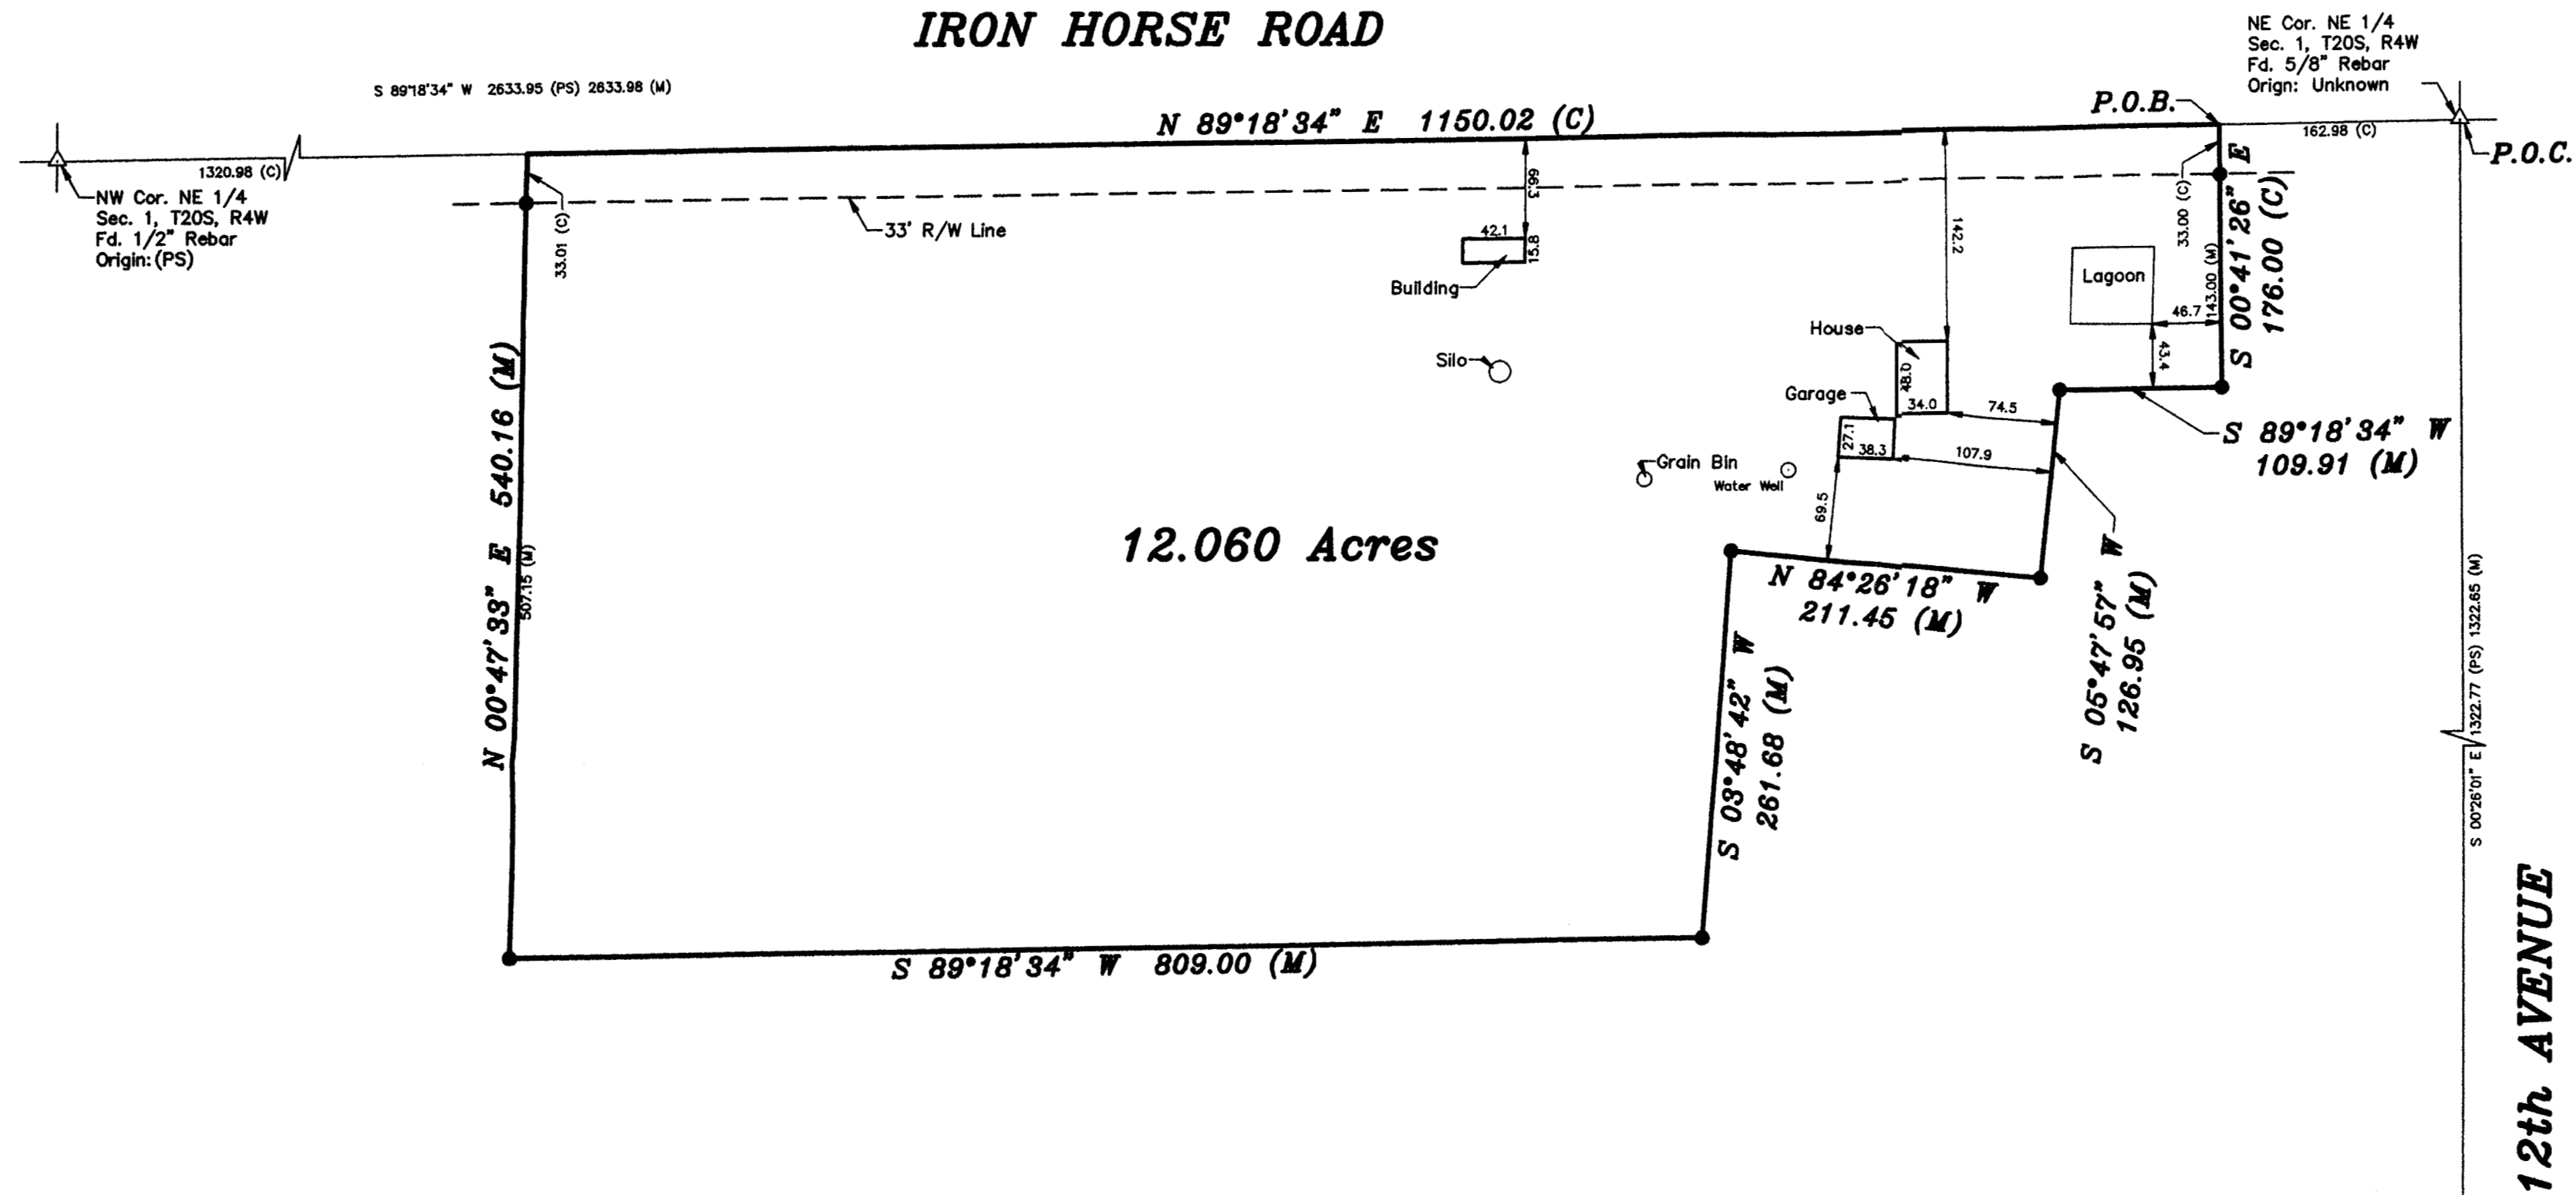 IRON HORSE ROAD
NE Cor. NE 1/4
Sec. 1, T20S, R4W
Fd. 5/8" Rebar
Orign: Unknown
S 89°18'34" W 2633.95 (PS) 2633.98 (M)
P.O.B.
N 89°18'34" E 1150.02 (C)
162.98 (C)
P.O.C.
1320.98 (C)
NW Cor. NE 1/4
Sec. 1, T20S, R4W
Fd. 1/2" Rebar
Origin: (PS)
33.01 (C)
33' R/W Line
66.3
42.1
15.8
Building
142.2
33.00 (C)
143.00 (M)
S 00°41'26" E
176.00 (C)
Lagoon
46.7
43.4
House
48.0
34.0
Silo
Garage
74.5
27.1
38.3
107.9
S 89°18'34" W
109.91 (M)
Grain Bin
Water Well
69.5
N 00°47'33" E 540.16 (M)
507.15 (M)
12.060 Acres
N 84°26'18" W
211.45 (M)
S 05°47'57" W
126.95 (M)
S 03°48'42" W
261.68 (M)
S 00°26'01" E 1322.77 (PS) 1322.65 (M)
S 89°18'34" W 809.00 (M)
12th AVENUE